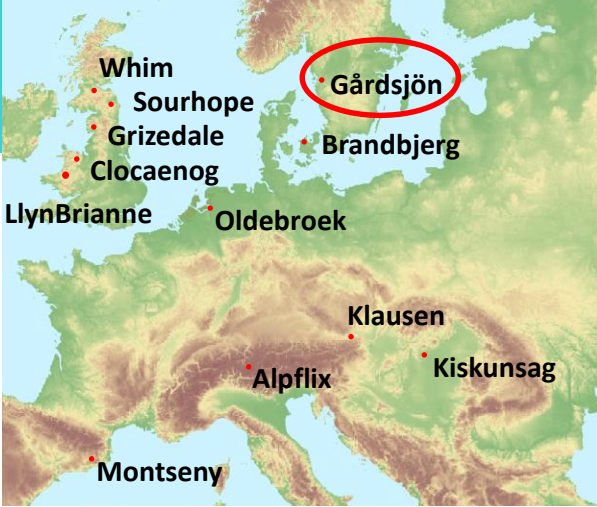 Whim
Gårdsjön
Sourhope
Grizedale
Brandbjerg
Clocaenog
LlynBrianne
Oldebroek
Klausen
Kiskunsag
Alpflix
Montseny